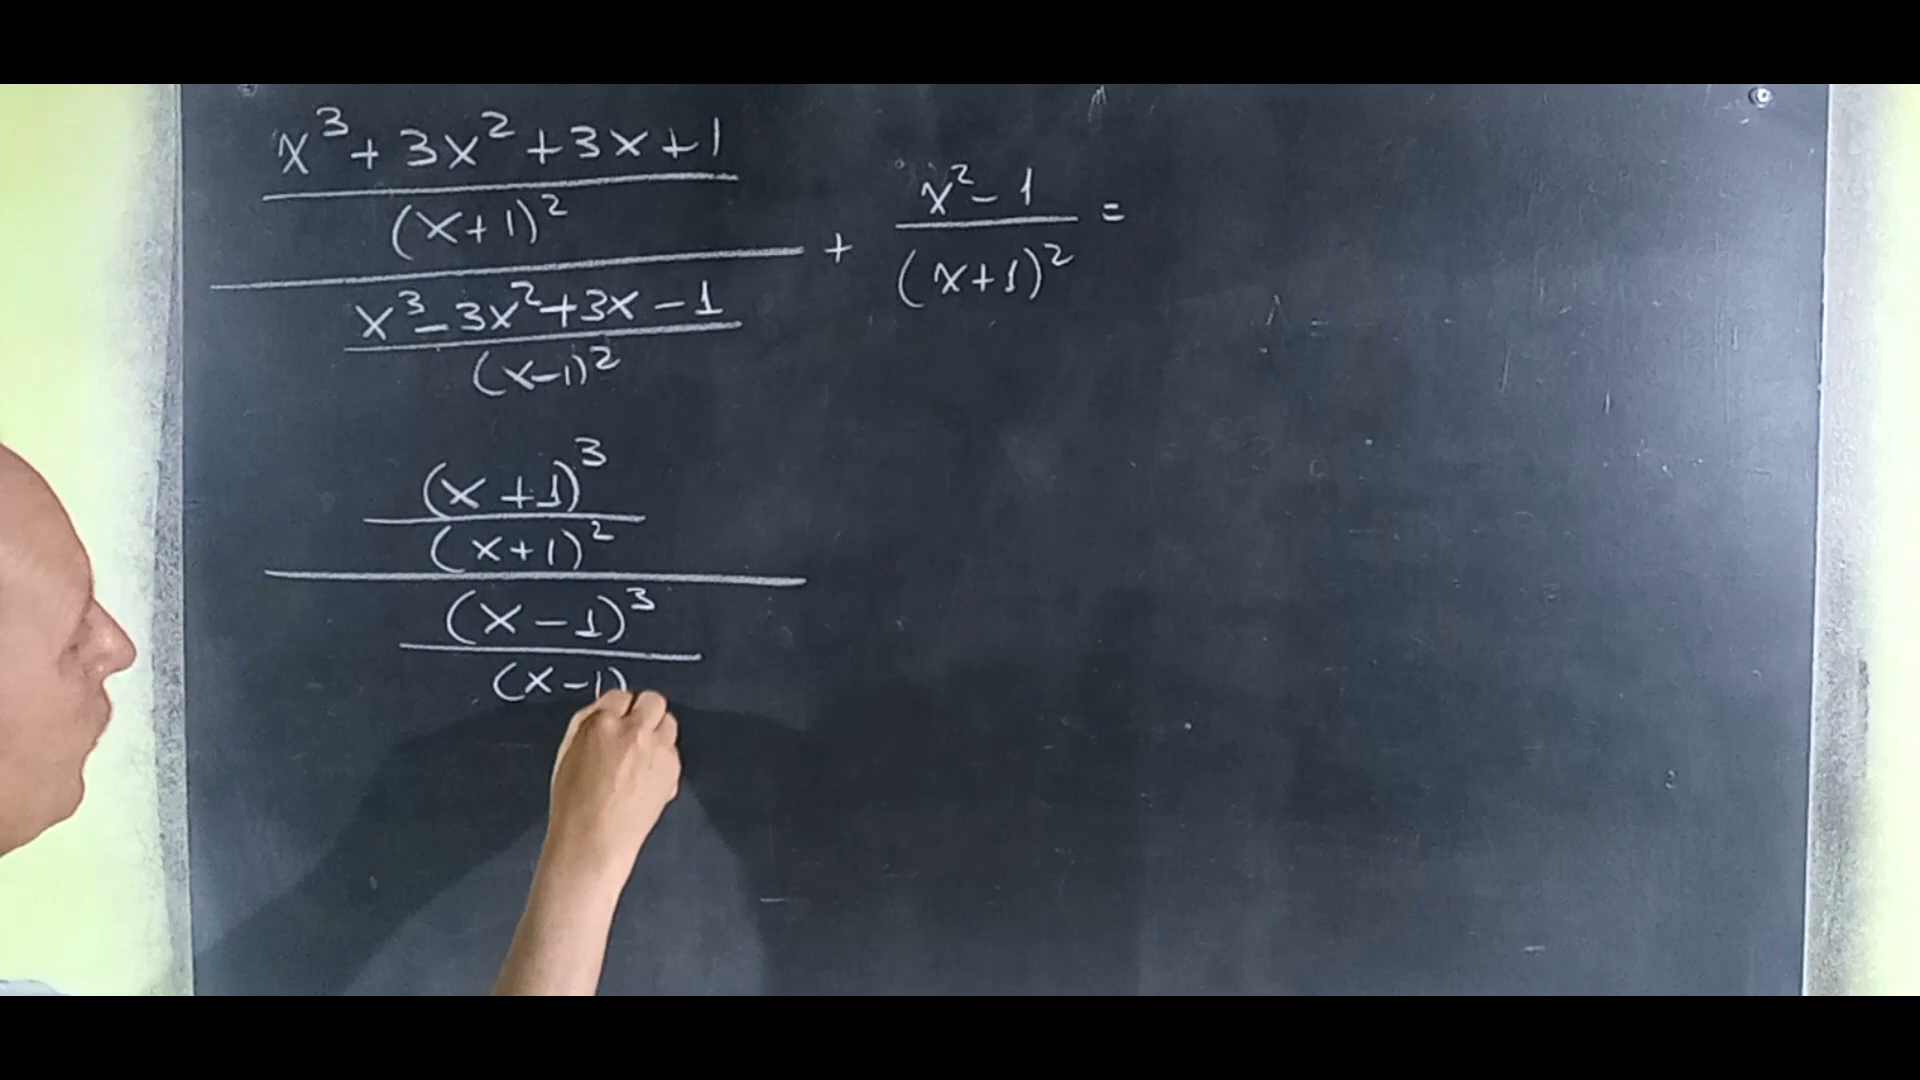 x³ + 3x² + 3x + 1
(x+1)²
x³ - 3x² + 3x - 1
(x-1)²
+
x² - 1
(x+1)²
=
(x+1)³
(x+1)²
(x-1)³
(x-1)